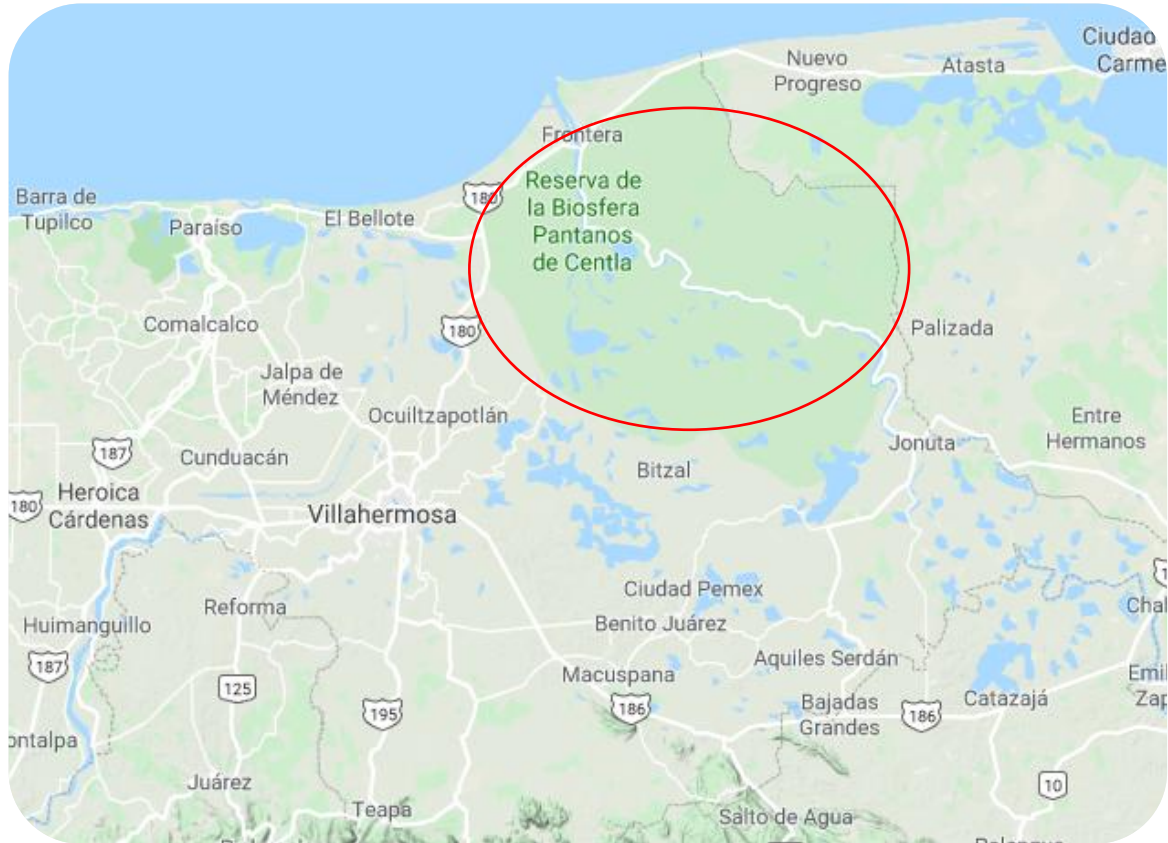 Ciudad
Carme
Nuevo
Progreso
Atasta
Frontera
Reserva de
la Biosfera
Pantanos
de Centla
180
Barra de
Tupilco
Paraíso
El Bellote
Comalcalco
180
Palizada
Jalpa de
Méndez
Ocuiltzapotlán
Entre
Hermanos
187
Cunduacán
Jonuta
Bitzal
180
Heroica
Cárdenas
Villahermosa
Ciudad Pemex
Reforma
Huimanguillo
Benito Juárez
Chal
187
Macuspana
Aquiles Serdán
125
195
186
Bajadas
Grandes
186
Catazajá
Emil
Zap
ontalpa
Juárez
Teapa
Salto de Agua
10